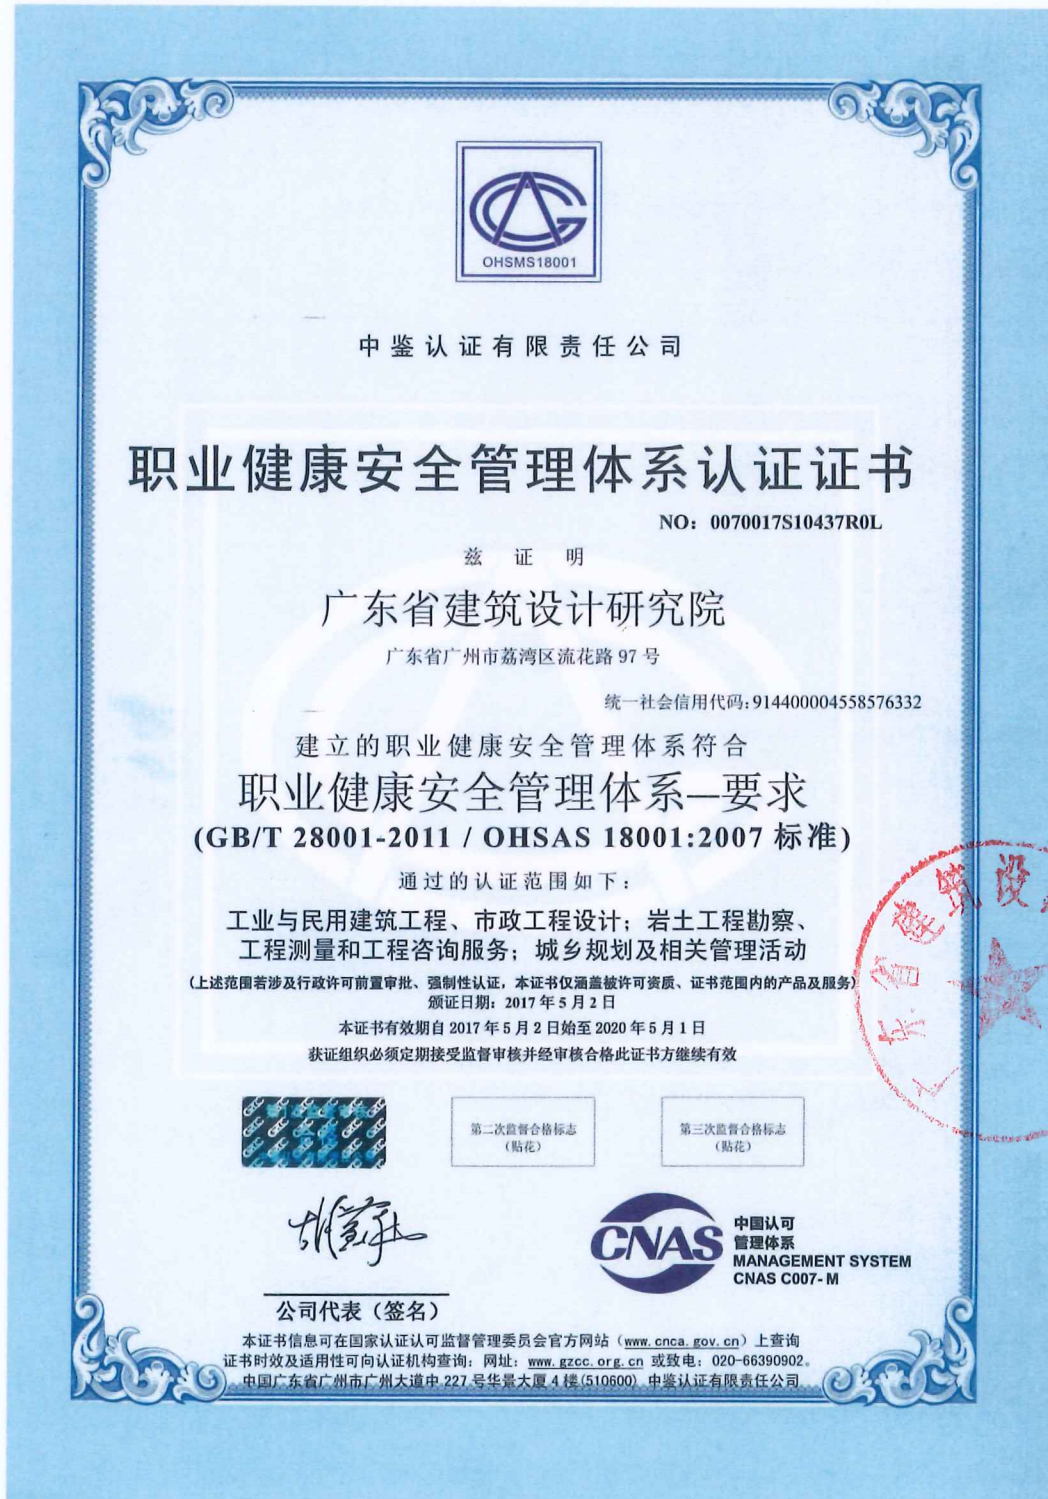 OHSMS18001
中鉴认证有限责任公司
职业健康安全管理体系认证证书
NO：0070017S10437R0L
兹证明
广东省建筑设计研究院
广东省广州市荔湾区流花路 97 号
统一社会信用代码：914400004558576332
建立的职业健康安全管理体系符合
职业健康安全管理体系—要求
(GB/T 28001-2011 / OHSAS 18001:2007 标准)
通过的认证范围如下：
工业与民用建筑工程、市政工程设计；岩土工程勘察、
工程测量和工程咨询服务；城乡规划及相关管理活动
(上述范围若涉及行政许可前置审批、强制性认证，本证书仅涵盖被许可资质、证书范围内的产品及服务)
颁证日期：2017 年 5 月 2 日
本证书有效期自 2017 年 5 月 2 日始至 2020 年 5 月 1 日
获证组织必须定期接受监督审核并经审核合格此证书方继续有效
东省建筑设
第二次监督合格标志
（贴花）
第三次监督合格标志
（贴花）
CNAS
中国认可
管理体系
MANAGEMENT SYSTEM
CNAS C007-M
公司代表（签名）
本证书信息可在国家认证认可监督管理委员会官方网站（www.cnca.gov.cn）上查询
证书时效及适用性可向认证机构查询：网址：www.gzcc.org.cn 或致电：020-66390902。
中国广东省广州市广州大道中 227 号华景大厦 4 楼(510600) 中鉴认证有限责任公司